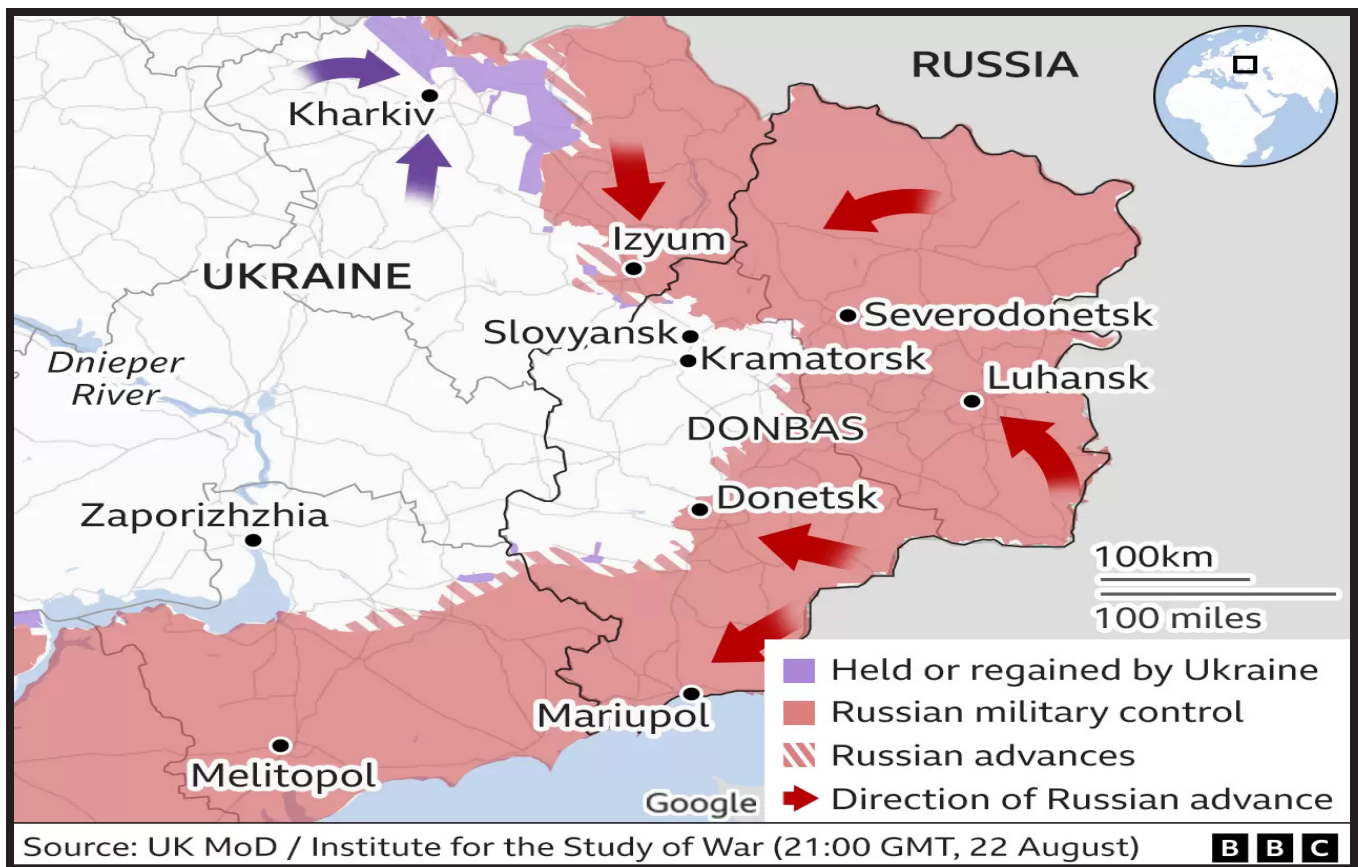 RUSSIA
Kharkiv
Izyum
UKRAINE
Severodonetsk
Slovyansk
Kramatorsk
Dnieper
River
Luhansk
DONBAS
Donetsk
Zaporizhzhia
100km
100 miles
Held or regained by Ukraine
Russian military control
Mariupol
Russian advances
Melitopol
Direction of Russian advance
Google
Source: UK MoD / Institute for the Study of War (21:00 GMT, 22 August)
BBC